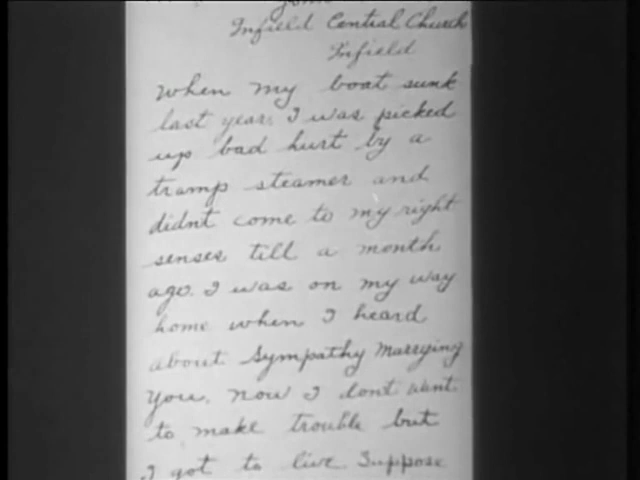 Infield Central Church
Infield
When my boat sunk
last year, I was picked
up bad hurt by a
tramp steamer and
didnt come to my right
senses till a month
ago. I was on my way
home when I heard
about Sympathy Marrying
You, now I dont want
to make trouble but
I got to live. Suppose